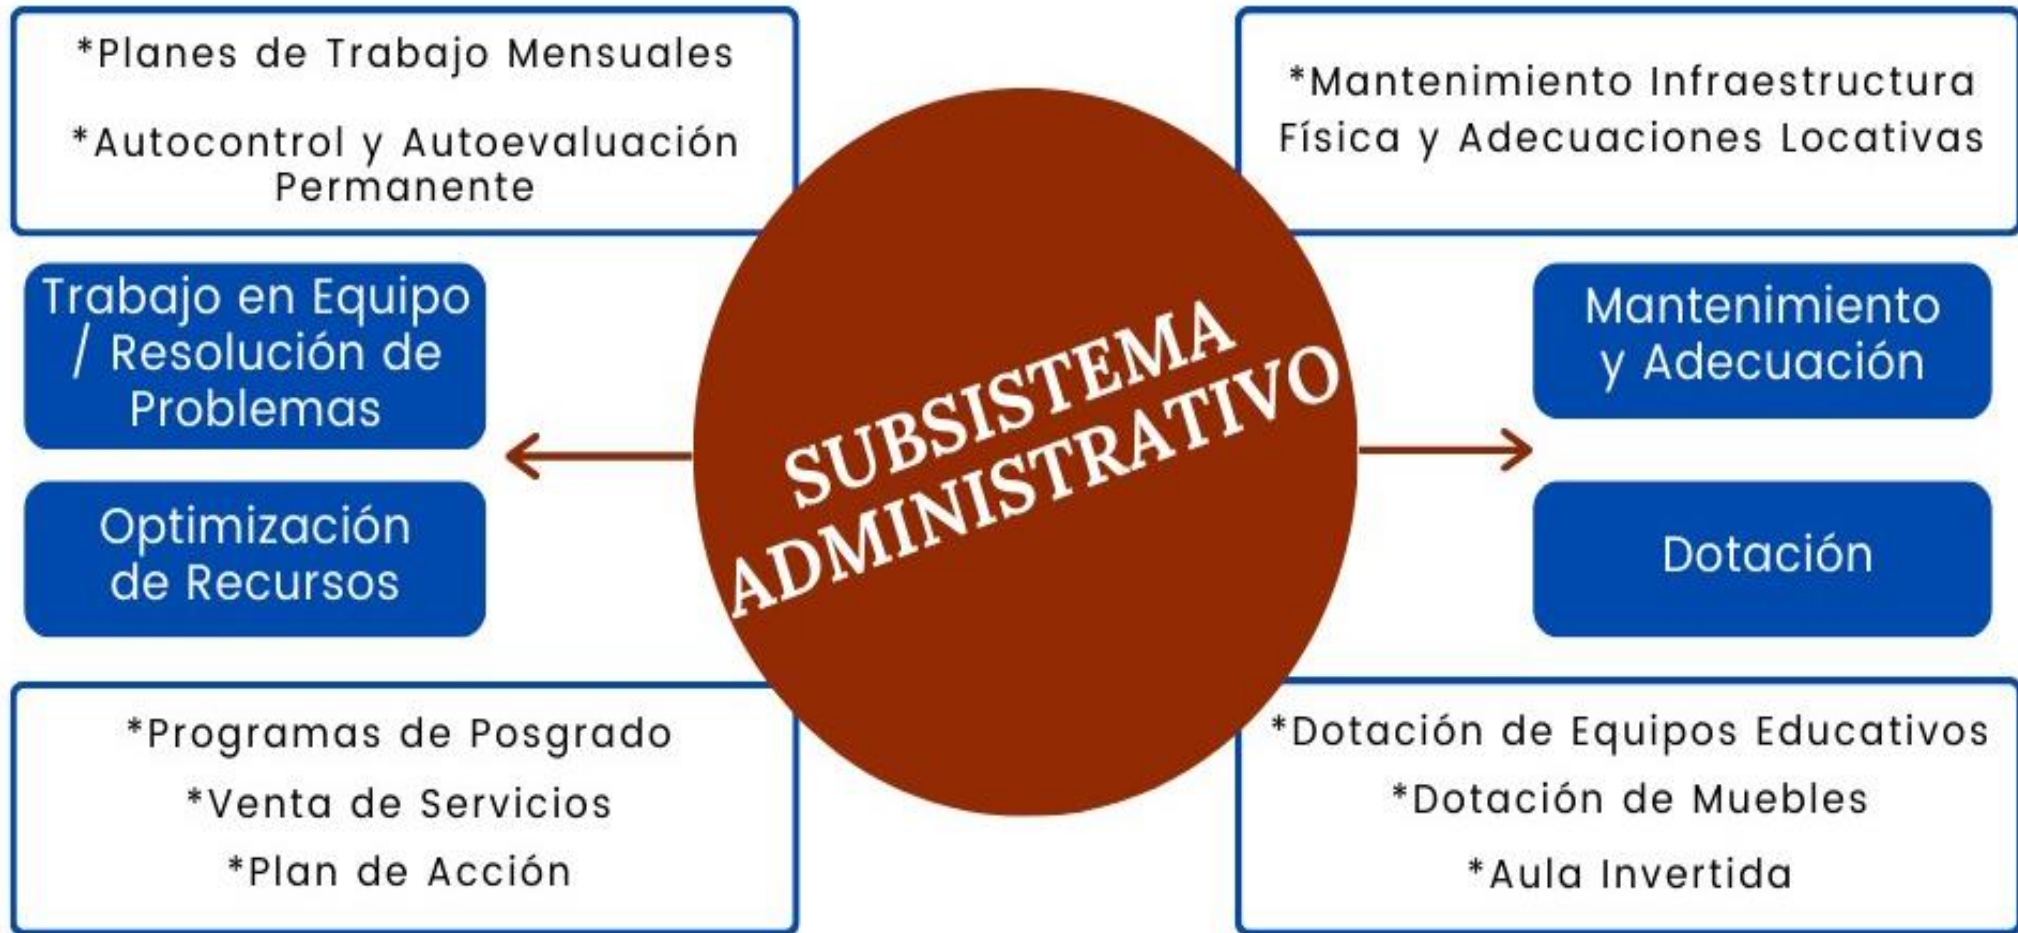 *Planes de Trabajo Mensuales
*Autocontrol y Autoevaluación
Permanente
*Mantenimiento Infraestructura
Física y Adecuaciones Locativas
Trabajo en Equipo
/ Resolución de
Problemas
Optimización
de Recursos
SUBSISTEMA
ADMINISTRATIVO
Mantenimiento
y Adecuación
Dotación
*Programas de Posgrado
*Venta de Servicios
*Plan de Acción
*Dotación de Equipos Educativos
*Dotación de Muebles
*Aula Invertida